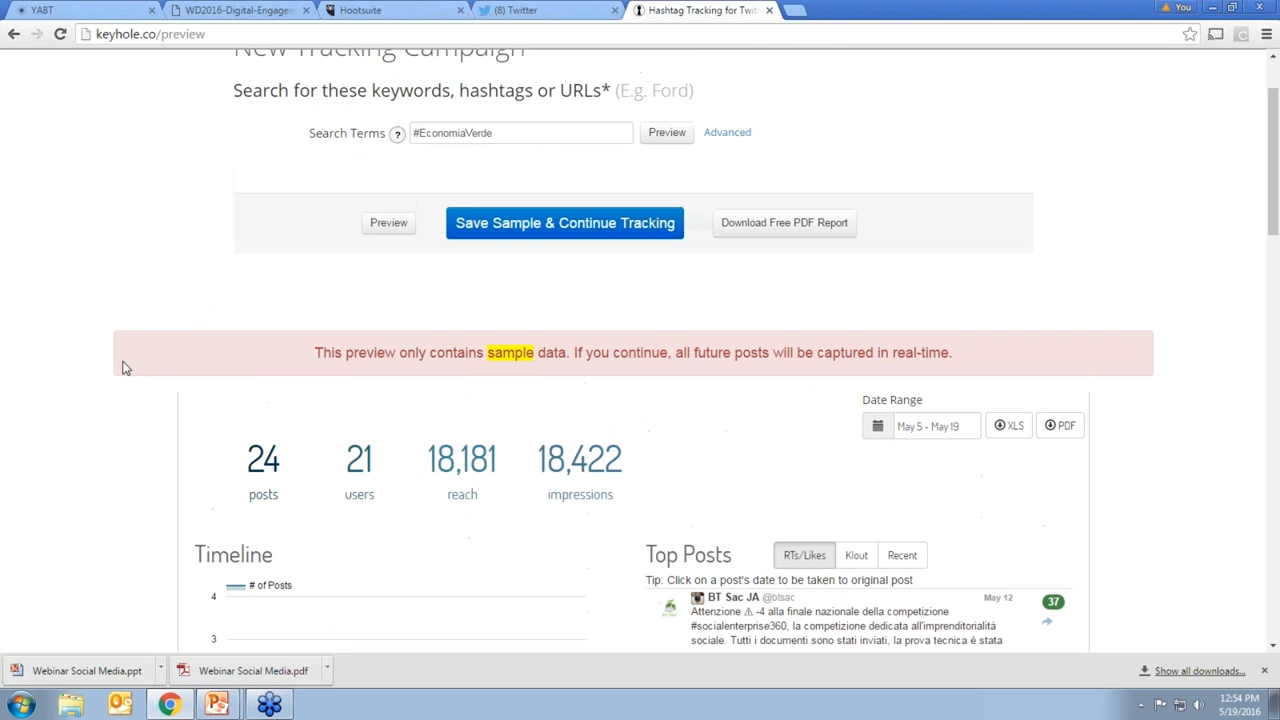 YABT
WD2016-Digital-Engagem
Hootsuite
(8) Twitter
Hashtag Tracking for Twit
You
keyhole.co/preview
New Tracking Campaign
Search for these keywords, hashtags or URLs* (E.g. Ford)
Search Terms ? #EconomiaVerde Preview Advanced
Preview Save Sample & Continue Tracking Download Free PDF Report
This preview only contains sample data. If you continue, all future posts will be captured in real-time.
Date Range
May 5 - May 19 XLS PDF
24 21 18,181 18,422
posts users reach impressions
Timeline
# of Posts
4
3
Top Posts RTs/Likes Klout Recent
Tip: Click on a post's date to be taken to original post
BT Sac JA @btsac May 12 37
Attenzione ⚠ -4 alla finale nazionale della competizione
#socialenterprise360, la competizione dedicata all'imprenditorialità
sociale. Tutti i documenti sono stati inviati, la prova tecnica è stata
Webinar Social Media.ppt
Webinar Social Media.pdf
Show all downloads...
12:54 PM
5/19/2016